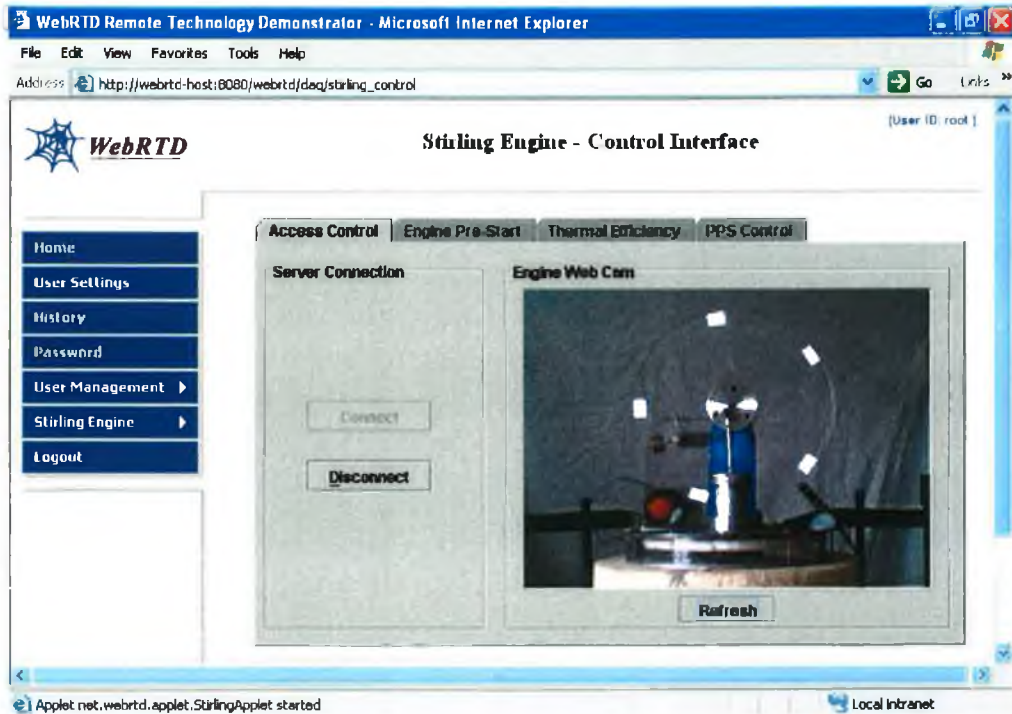 WebRTD Remote Technology Demonstrator - Microsoft Internet Explorer
File Edit View Favorites Tools Help
Address http://webrtd-host:8080/webrtd/daq/stirling_control Go Links »
WebRTD
Stirling Engine - Control Interface
(User ID: root )
Home
User Settings
History
Password
User Management
Stirling Engine
Logout
Access Control Engine Pre-Start Thermal Efficiency PPS Control
Server Connection
Connect
Disconnect
Engine Web Cam
Refresh
Applet net.webrtd.applet.StirlingApplet started
Local intranet